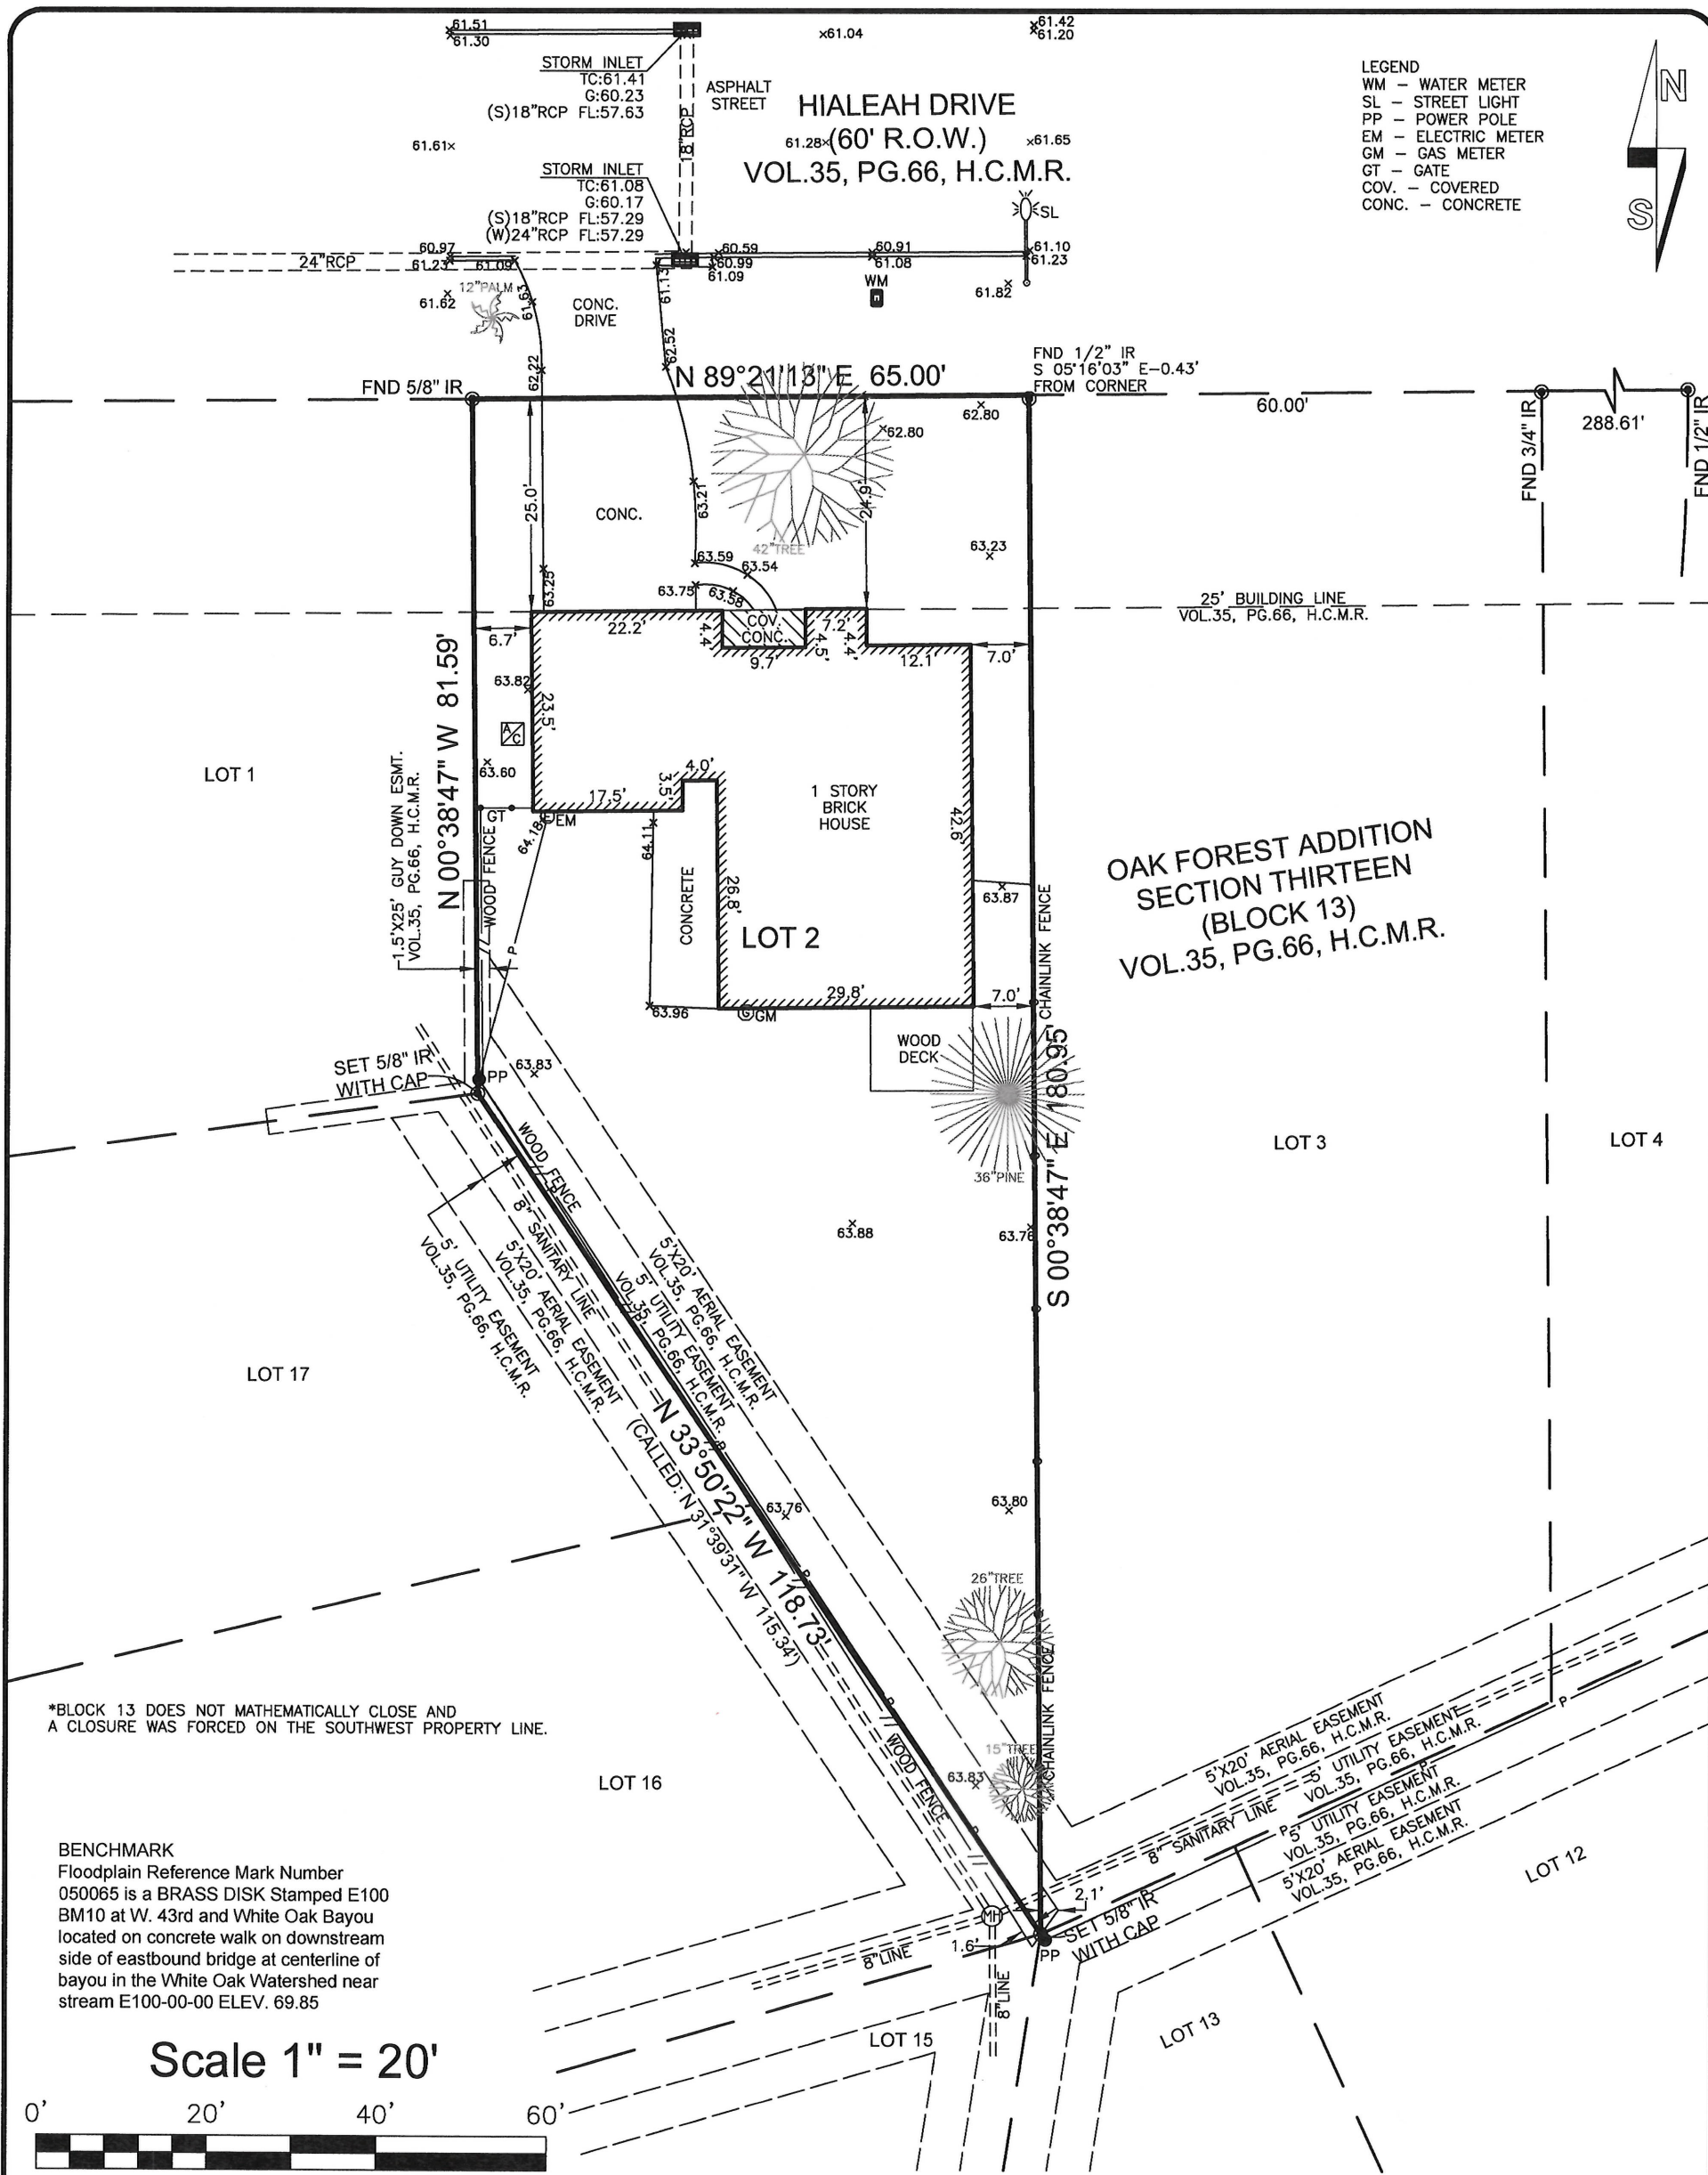 61.51
61.30
61.04
61.42
61.20
STORM INLET
TC:61.41
G:60.23
(S)18"RCP FL:57.63
ASPHALT
STREET
18"RCP
HIALEAH DRIVE
(60' R.O.W.)
VOL.35, PG.66, H.C.M.R.
61.28
61.65
61.61
LEGEND
WM – WATER METER
SL – STREET LIGHT
PP – POWER POLE
EM – ELECTRIC METER
GM – GAS METER
GT – GATE
COV. – COVERED
CONC. – CONCRETE
N
S
STORM INLET
TC:61.08
G:60.17
(S)18"RCP FL:57.29
(W)24"RCP FL:57.29
SL
24"RCP
60.97
61.23
61.09
60.59
60.99
61.09
60.91
61.08
61.10
61.23
61.62
12"PALM
61.63
CONC.
DRIVE
61.13
WM
61.82
62.22
62.52
FND 5/8" IR
N 89°21'13" E 65.00'
FND 1/2" IR
S 05°16'03" E–0.43'
FROM CORNER
60.00'
288.61'
FND 3/4" IR
FND 1/2" IR
62.80
62.80
25.0'
CONC.
63.21
24.9'
42"TREE
63.23
63.25
63.59
63.54
63.75
63.58
25' BUILDING LINE
VOL.35, PG.66, H.C.M.R.
6.7'
22.2'
4.4'
COV.
CONC.
9.7'
4.5'
7.2'
4.4'
12.1'
7.0'
N 00°38'47" W 81.59'
63.82
23.5'
A/C
63.60
LOT 1
1.5'X25' GUY DOWN ESMT.
VOL.35, PG.66, H.C.M.R.
GT
WOOD FENCE
64.18
EM
17.5'
3.5'
4.0'
64.11
1 STORY
BRICK
HOUSE
42.6'
CONCRETE
26.8'
LOT 2
63.87
CHAINLINK FENCE
OAK FOREST ADDITION
SECTION THIRTEEN
(BLOCK 13)
VOL.35, PG.66, H.C.M.R.
P
29.8'
7.0'
63.96
GM
WOOD
DECK
SET 5/8" IR
WITH CAP
PP
63.83
S 00°38'47" E 180.95'
36"PINE
LOT 3
LOT 4
WOOD FENCE
8" SANITARY LINE
63.88
63.76
5' UTILITY EASEMENT
VOL.35, PG.66, H.C.M.R.
5'X20' AERIAL EASEMENT
VOL.35, PG.66, H.C.M.R.
5' UTILITY EASEMENT
VOL.35, PG.66, H.C.M.R.
5'X20' AERIAL EASEMENT
VOL.35, PG.66, H.C.M.R.
P
P
LOT 17
N 33°50'22" W 118.73'
(CALLED: N 31°39'31" W 115.34')
63.76
63.80
P
26"TREE
*BLOCK 13 DOES NOT MATHEMATICALLY CLOSE AND
A CLOSURE WAS FORCED ON THE SOUTHWEST PROPERTY LINE.
CHAINLINK FENCE
P
WOOD FENCE
15"TREE
63.83
P
LOT 16
5'X20' AERIAL EASEMENT
VOL.35, PG.66, H.C.M.R.
5' UTILITY EASEMENT
VOL.35, PG.66, H.C.M.R.
8" SANITARY LINE
5' UTILITY EASEMENT
VOL.35, PG.66, H.C.M.R.
5'X20' AERIAL EASEMENT
VOL.35, PG.66, H.C.M.R.
P
P
P
P
LOT 12
BENCHMARK
Floodplain Reference Mark Number
050065 is a BRASS DISK Stamped E100
BM10 at W. 43rd and White Oak Bayou
located on concrete walk on downstream
side of eastbound bridge at centerline of
bayou in the White Oak Watershed near
stream E100-00-00 ELEV. 69.85
MH
2.1'
1.6'
PP
SET 5/8" IR
WITH CAP
8"LINE
8"LINE
LOT 15
LOT 13
Scale 1" = 20'
0'
20'
40'
60'